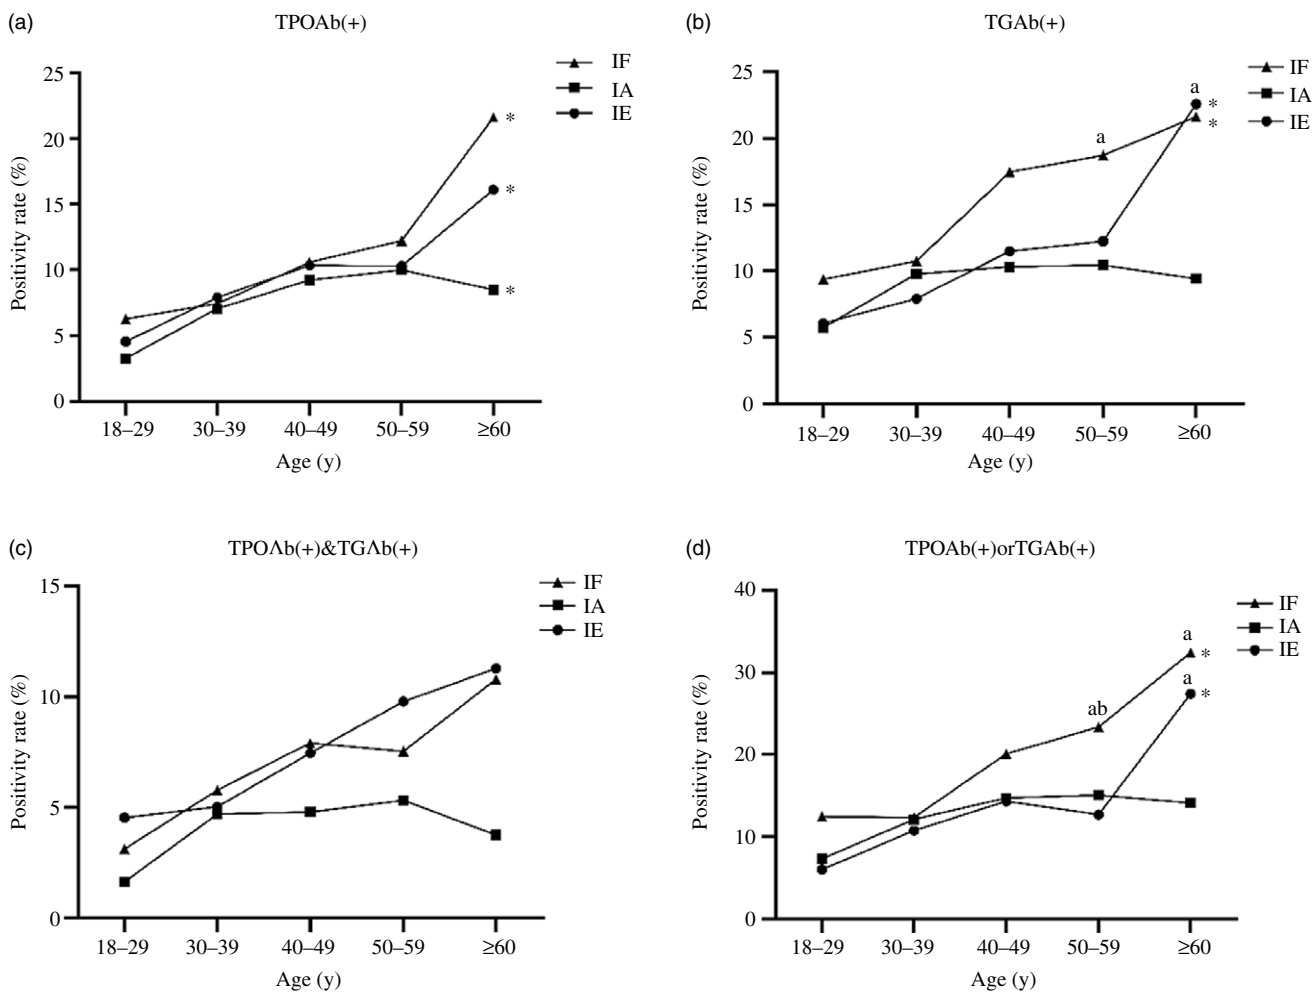 (a)
TPOAb(+)
IF
IA
IE
25
20
15
10
5
0
Positivity rate (%)
*
*
*
18–29 30–39 40–49 50–59 ≥60
Age (y)
(b)
TGAb(+)
IF
IA
IE
25
20
15
10
5
0
Positivity rate (%)
a
a
*
*
18–29 30–39 40–49 50–59 ≥60
Age (y)
(c)
TPOΛb(+)&TGΛb(+)
IF
IA
IE
15
10
5
0
Positivity rate (%)
18–29 30–39 40–49 50–59 ≥60
Age (y)
(d)
TPOAb(+)orTGAb(+)
IF
IA
IE
40
30
20
10
0
Positivity rate (%)
a
*
a
*
ab
18–29 30–39 40–49 50–59 ≥60
Age (y)